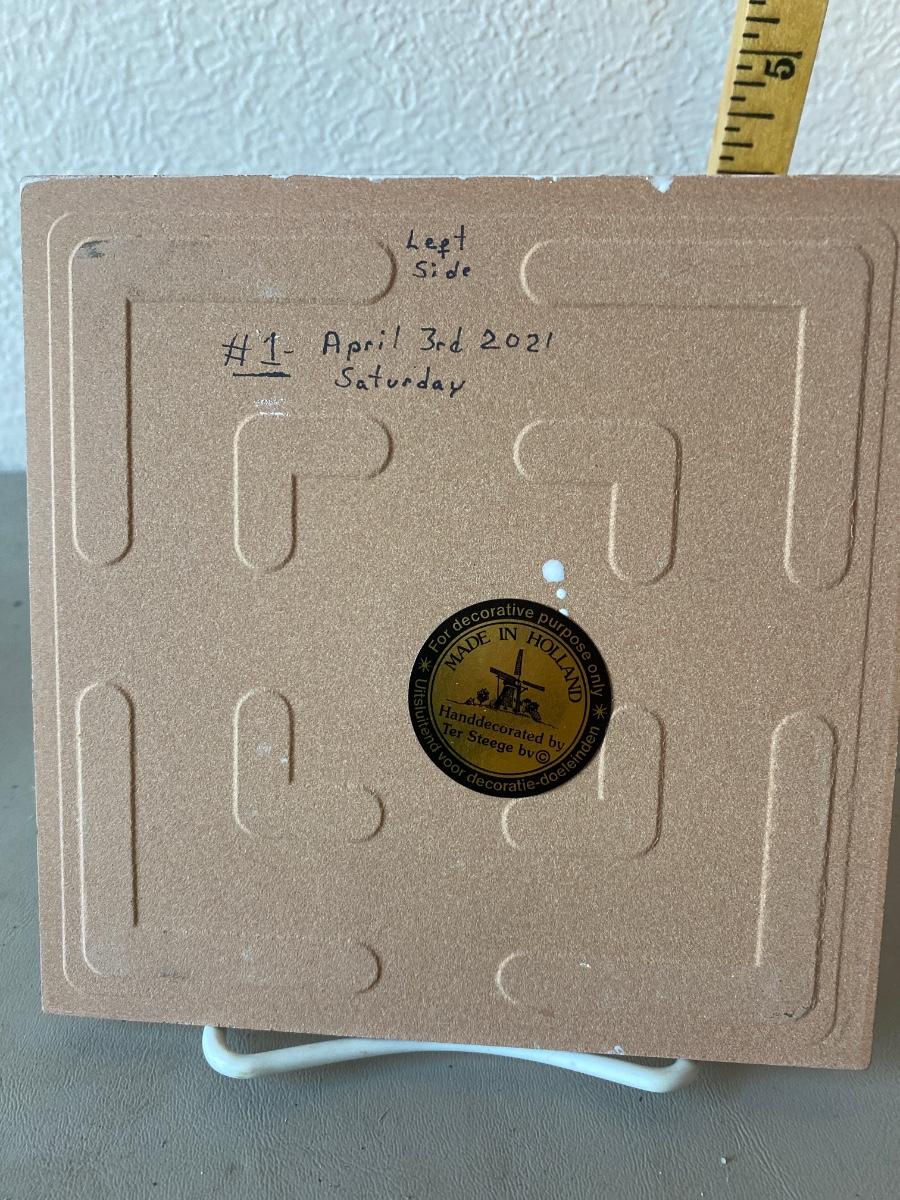 5
Left
Side
#1- April 3rd 2021
Saturday
For decorative purpose only
MADE IN HOLLAND
Handdecorated by
Ter Steege bv©
Uitsluitend voor decoratie-doeleinden